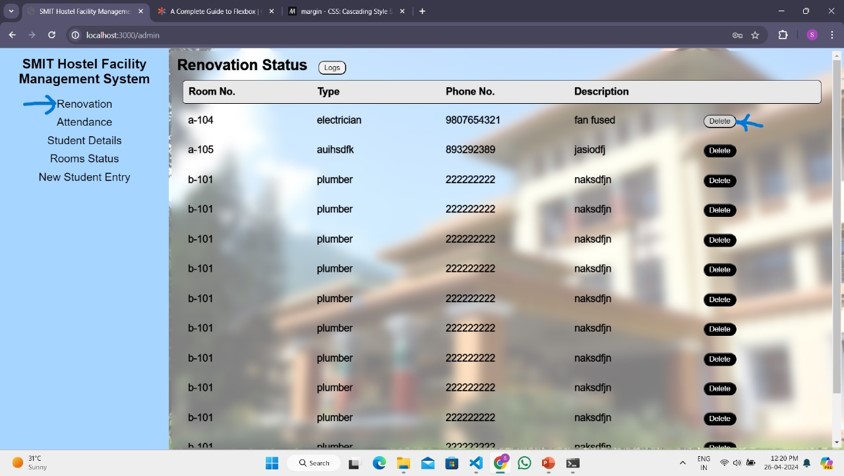 SMIT Hostel Facility Managem
A Complete Guide to Flexbox |
margin - CSS: Cascading Style S
localhost:3000/admin
SMIT Hostel Facility
Management System
Renovation
Attendance
Student Details
Rooms Status
New Student Entry
Renovation Status Logs
Room No. Type Phone No. Description
a-104 electrician 9807654321 fan fused Delete
a-105 auihsdfk 893292389 jasiodfj Delete
b-101 plumber 222222222 naksdfjn Delete
b-101 plumber 222222222 naksdfjn Delete
b-101 plumber 222222222 naksdfjn Delete
b-101 plumber 222222222 naksdfjn Delete
b-101 plumber 222222222 naksdfjn Delete
b-101 plumber 222222222 naksdfjn Delete
b-101 plumber 222222222 naksdfjn Delete
b-101 plumber 222222222 naksdfjn Delete
b-101 plumber 222222222 naksdfjn Delete
b-101 plumber 222222222 naksdfjn Delete
31°C
Sunny
Search
ENG
IN
12:20 PM
26-04-2024